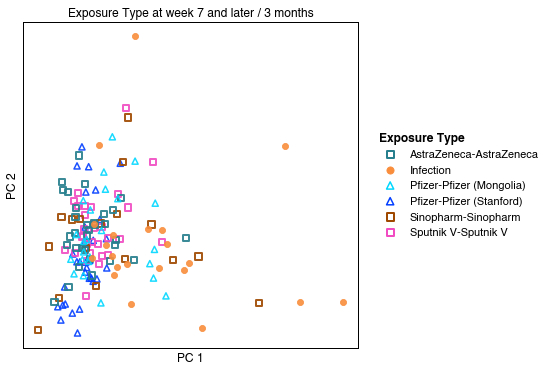 Exposure Type at week 7 and later / 3 months
PC 2
PC 1
Exposure Type
AstraZeneca-AstraZeneca
Infection
Pfizer-Pfizer (Mongolia)
Pfizer-Pfizer (Stanford)
Sinopharm-Sinopharm
Sputnik V-Sputnik V